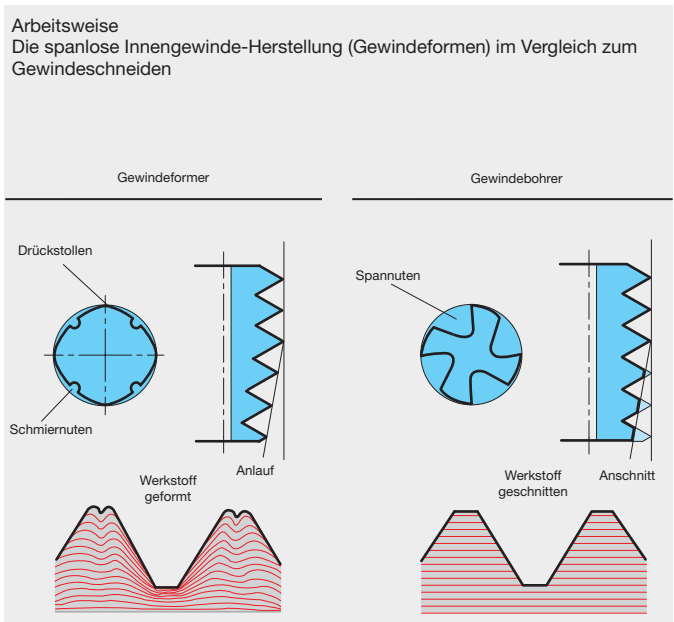 Arbeitsweise
Die spanlose Innengewinde-Herstellung (Gewindeformen) im Vergleich zum
Gewindeschneiden
Gewindeformer
Gewindebohrer
Drückstollen
Schmiernuten
Anlauf
Werkstoff
geformt
Spannuten
Anschnitt
Werkstoff
geschnitten